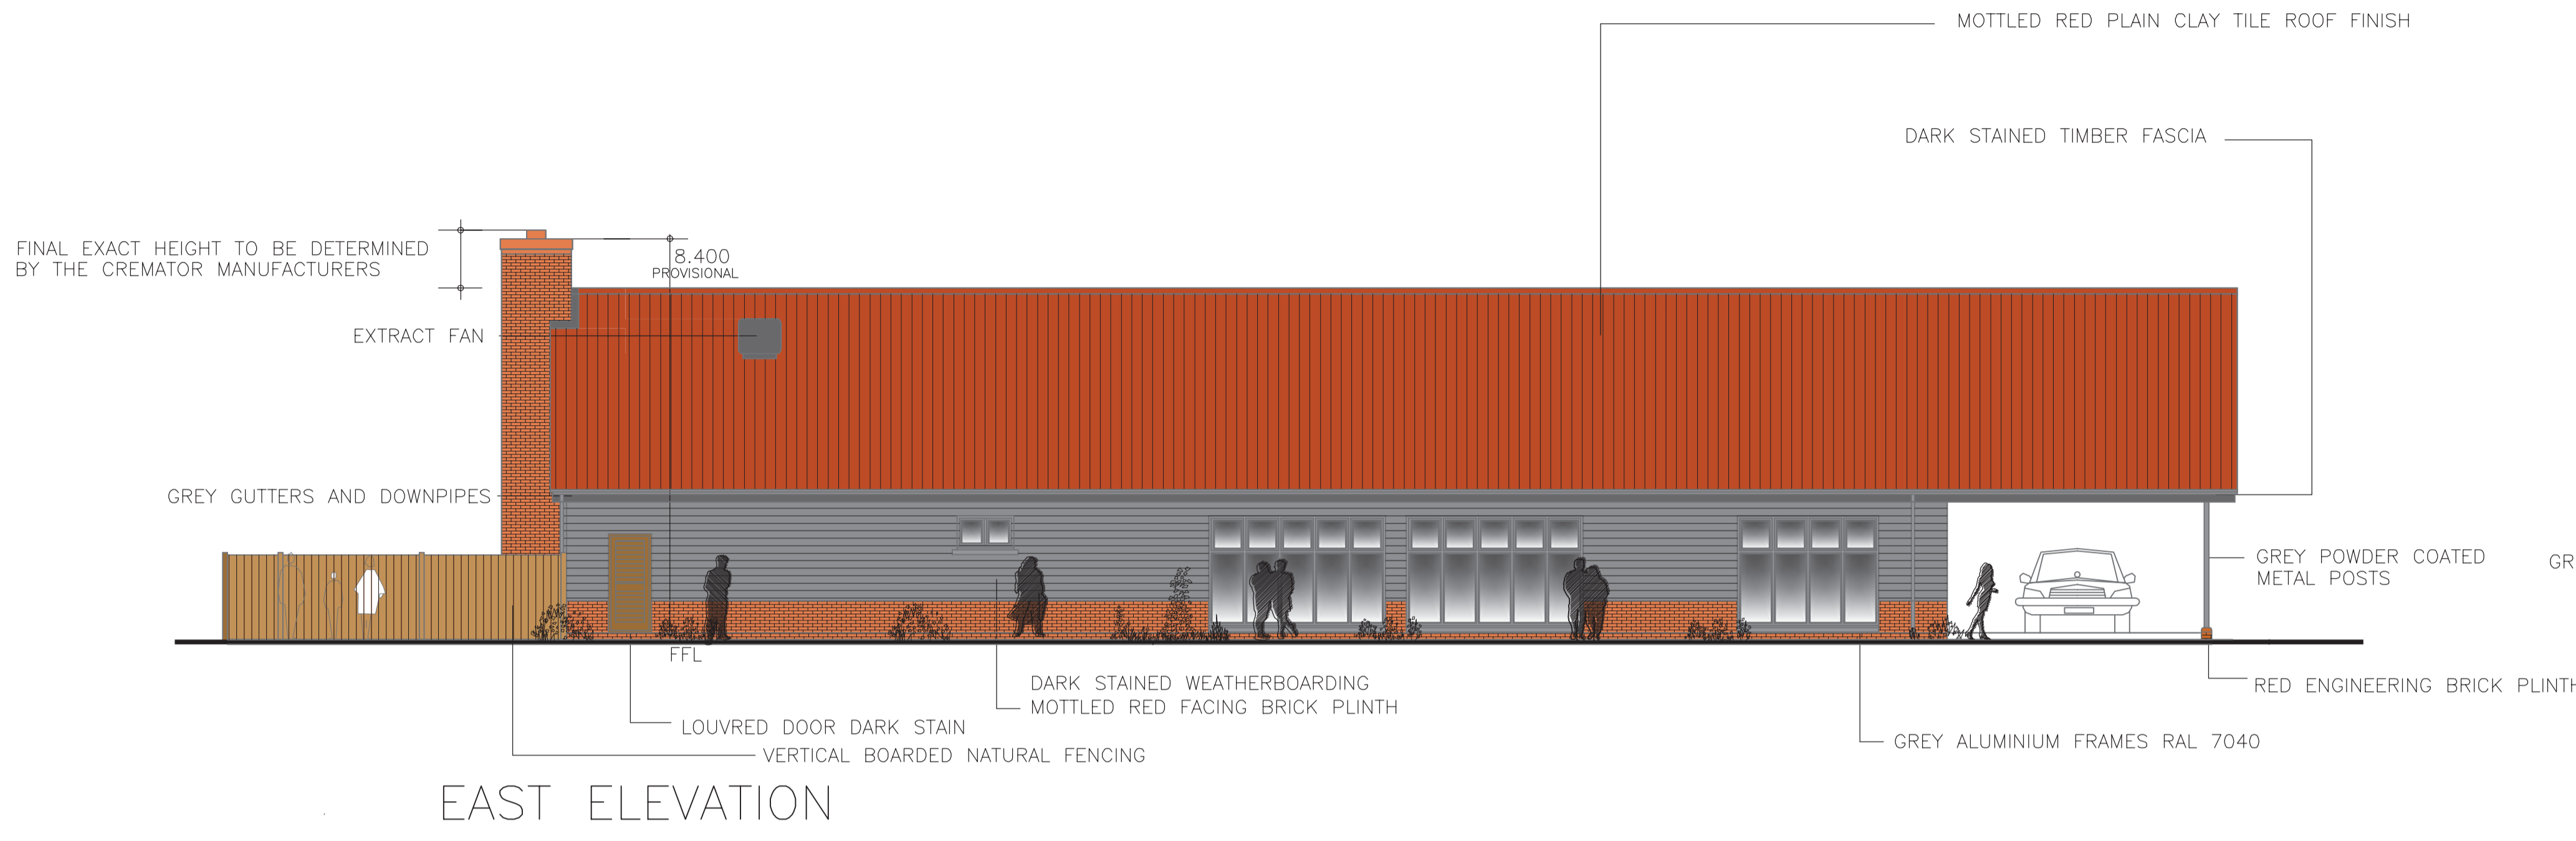 MOTTLED RED PLAIN CLAY TILE ROOF FINISH
DARK STAINED TIMBER FASCIA
FINAL EXACT HEIGHT TO BE DETERMINED
BY THE CREMATOR MANUFACTURERS
8.400
PROVISIONAL
EXTRACT FAN
GREY GUTTERS AND DOWNPIPES
GREY POWDER COATED
METAL POSTS
GR
FFL
DARK STAINED WEATHERBOARDING
MOTTLED RED FACING BRICK PLINTH
RED ENGINEERING BRICK PLINTH
LOUVRED DOOR DARK STAIN
GREY ALUMINIUM FRAMES RAL 7040
VERTICAL BOARDED NATURAL FENCING
EAST ELEVATION